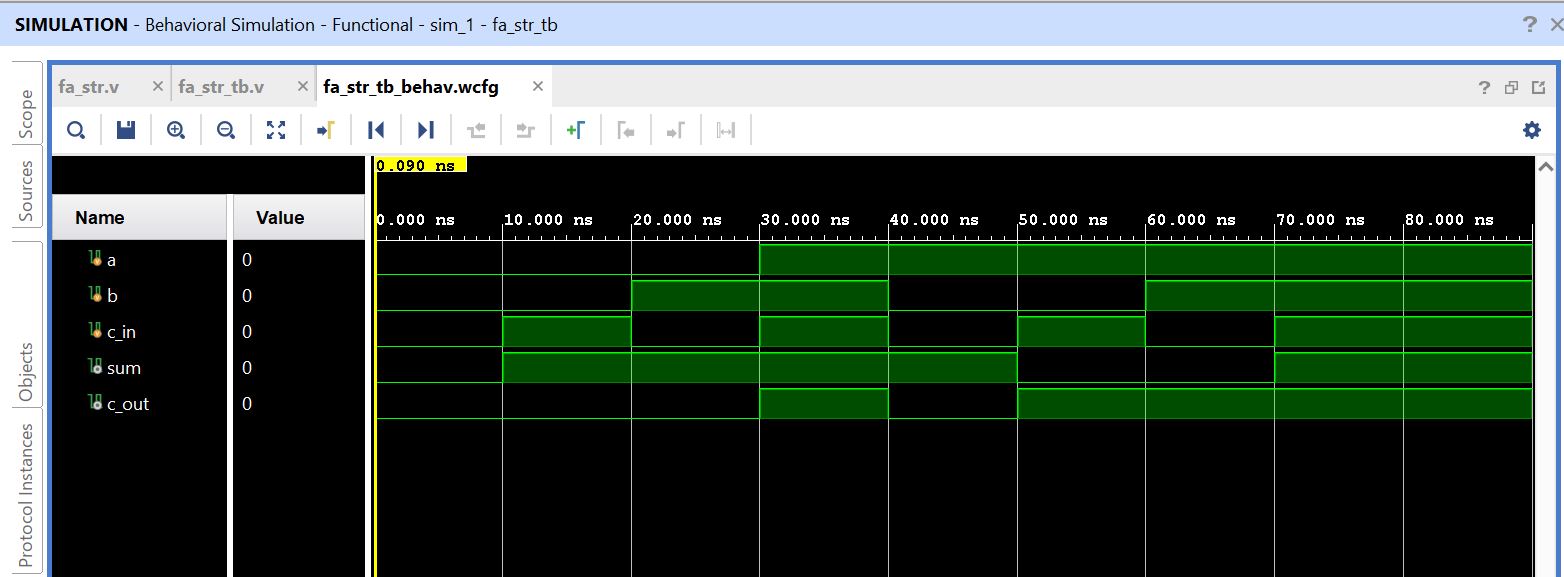 SIMULATION - Behavioral Simulation - Functional - sim_1 - fa_str_tb
? ×
Scope
Sources
Objects
Protocol Instances
fa_str.v × fa_str_tb.v × fa_str_tb_behav.wcfg ×
?
0.090 ns
Name Value
0.000 ns 10.000 ns 20.000 ns 30.000 ns 40.000 ns 50.000 ns 60.000 ns 70.000 ns 80.000 ns
a 0
b 0
c_in 0
sum 0
c_out 0